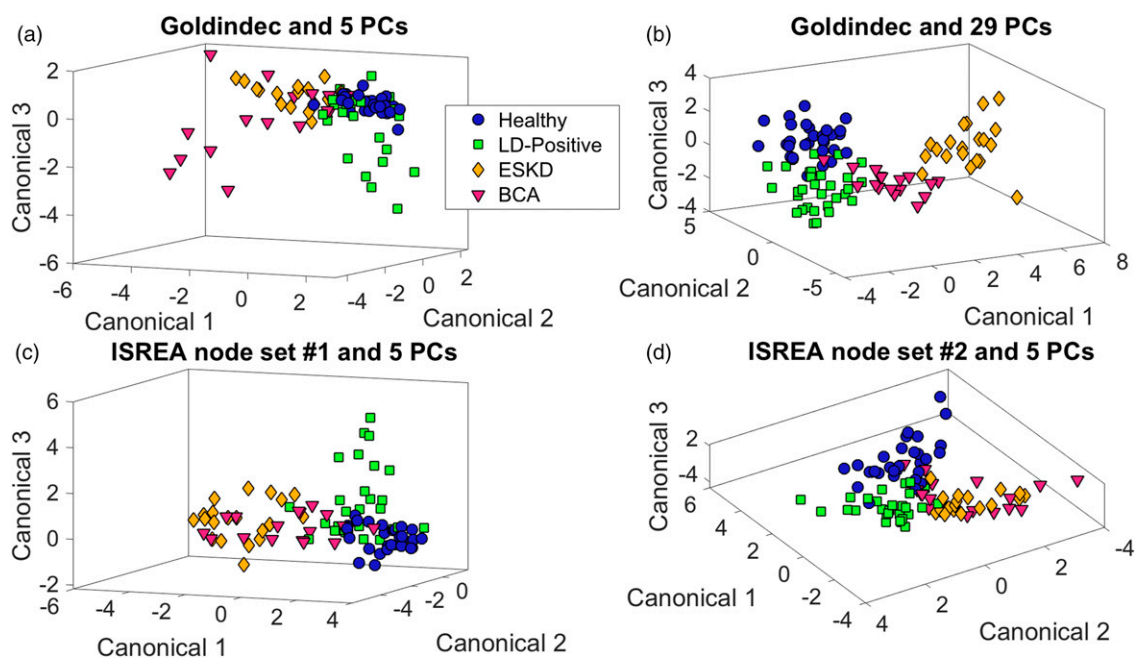 (a)
Goldindec and 5 PCs
Canonical 3
2
0
-2
-4
-6
-6
-4
-2
0
2
-4
-2
0
2
Canonical 1
Canonical 2
Healthy
LD-Positive
ESKD
BCA
(b)
Goldindec and 29 PCs
Canonical 3
4
2
0
-2
-4
5
0
-5
-4
-2
0
2
4
6
8
Canonical 2
Canonical 1
(c)
ISREA node set #1 and 5 PCs
Canonical 3
6
4
2
0
-2
-6
-4
-2
0
2
4
-4
-2
0
Canonical 1
Canonical 2
(d)
ISREA node set #2 and 5 PCs
Canonical 3
2
-4
6
4
2
0
-2
-4
4
2
0
-2
-4
Canonical 1
Canonical 2